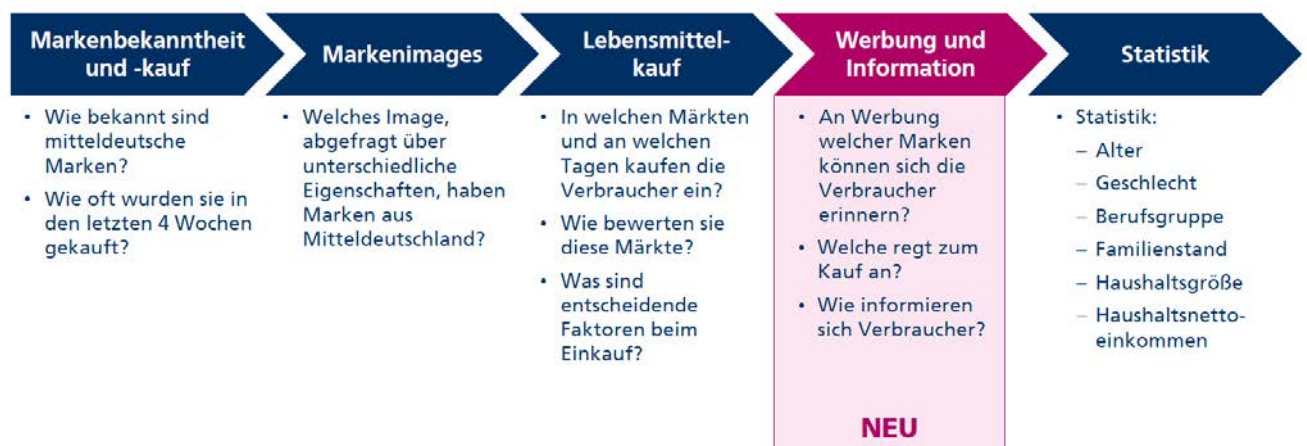 Markenbekanntheit
und -kauf
• Wie bekannt sind
mitteldeutsche
Marken?
• Wie oft wurden sie in
den letzten 4 Wochen
gekauft?
Markenimages
• Welches Image,
abgefragt über
unterschiedliche
Eigenschaften, haben
Marken aus
Mitteldeutschland?
Lebensmittel-
kauf
• In welchen Märkten
und an welchen
Tagen kaufen die
Verbraucher ein?
• Wie bewerten sie
diese Märkte?
• Was sind
entscheidende
Faktoren beim
Einkauf?
Werbung und
Information
• An Werbung
welcher Marken
können sich die
Verbraucher
erinnern?
• Welche regt zum
Kauf an?
• Wie informieren
sich Verbraucher?
NEU
Statistik
• Statistik:
– Alter
– Geschlecht
– Berufsgruppe
– Familienstand
– Haushaltsgröße
– Haushaltsnetto-
einkommen